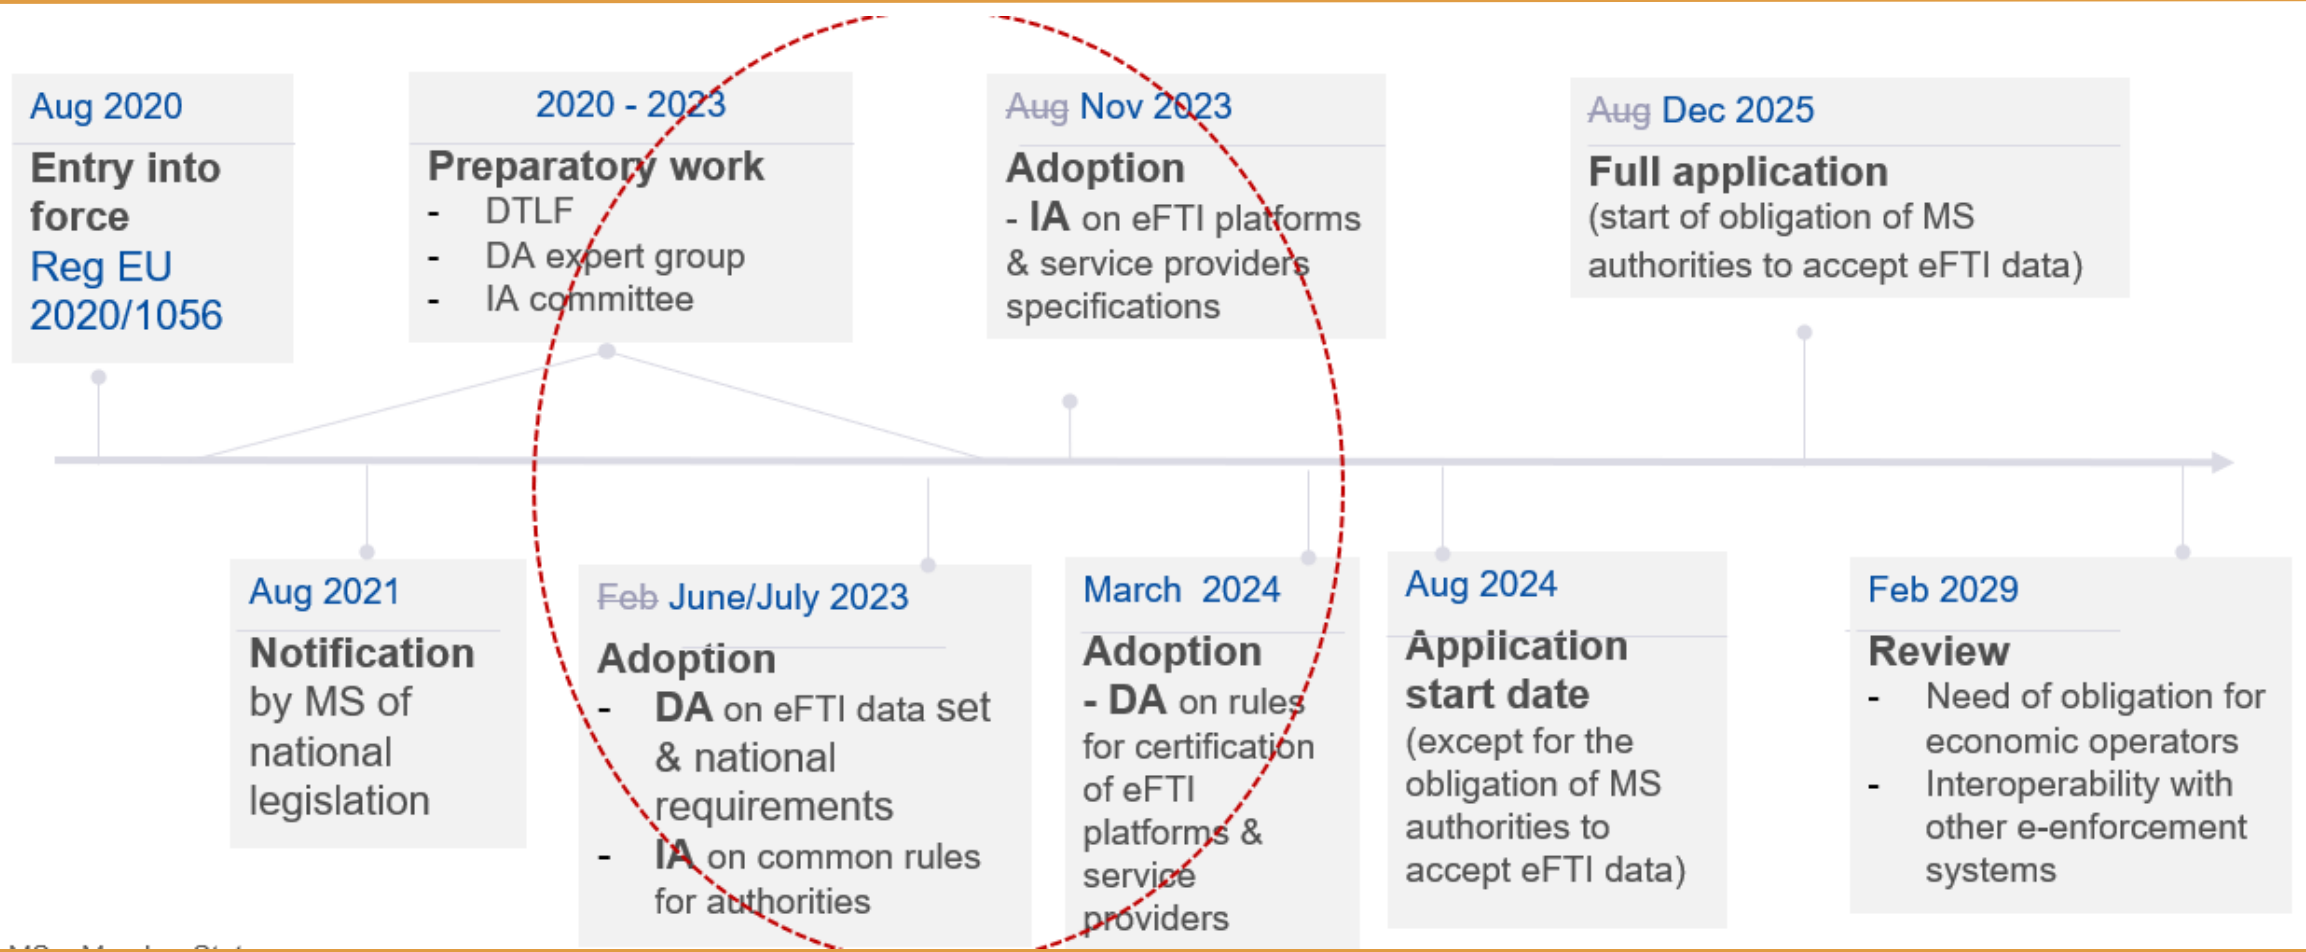 Aug 2020
Entry into
force
Reg EU
2020/1056
2020 - 2023
Preparatory work
- DTLF
- DA expert group
- IA committee
Aug Nov 2023
Adoption
- IA on eFTI platforms
& service providers
specifications
Aug Dec 2025
Full application
(start of obligation of MS
authorities to accept eFTI data)
Aug 2021
Notification
by MS of
national
legislation
Feb June/July 2023
Adoption
- DA on eFTI data set
& national
requirements
- IA on common rules
for authorities
March 2024
Adoption
- DA on rules
for certification
of eFTI
platforms &
service
providers
Aug 2024
Application
start date
(except for the
obligation of MS
authorities to
accept eFTI data)
Feb 2029
Review
- Need of obligation for
economic operators
- Interoperability with
other e-enforcement
systems